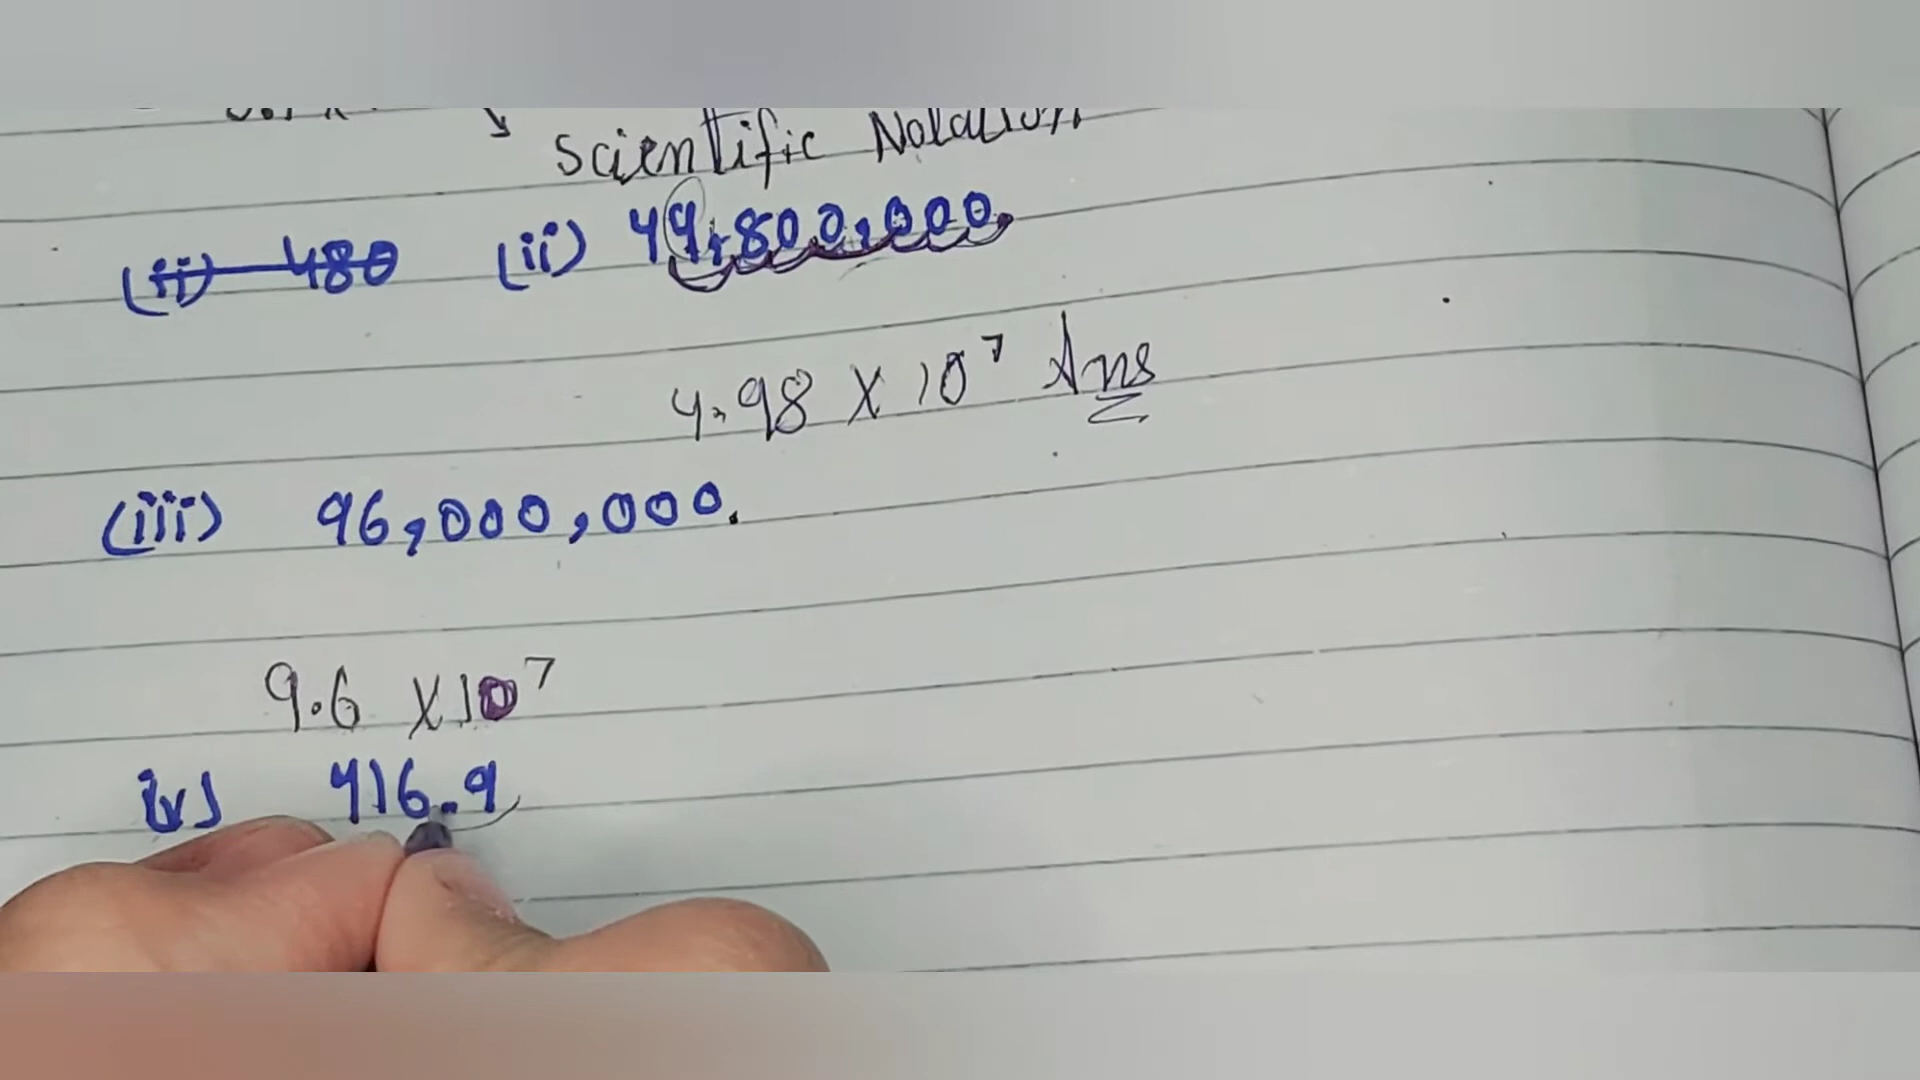 Scientific Notation
(ii) 480 (ii) 49,800,000.
4.98 X 10⁷ Ans
(iii) 96,000,000.
9.6 X 10⁷
iv) 416.9